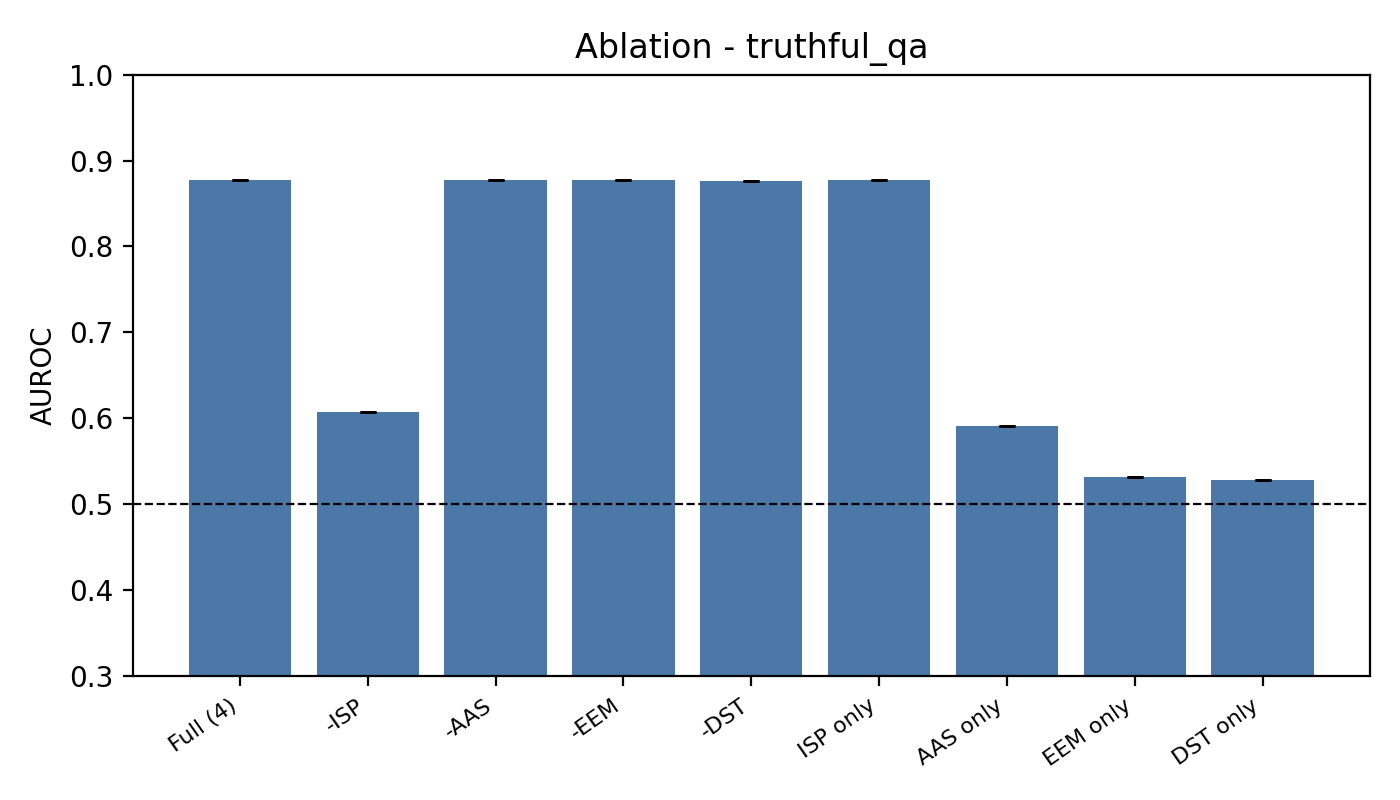 Ablation - truthful_qa
1.0
0.9
0.8
0.7
0.6
0.5
0.4
0.3
AUROC
Full (4)
-ISP
-AAS
-EEM
-DST
ISP only
AAS only
EEM only
DST only